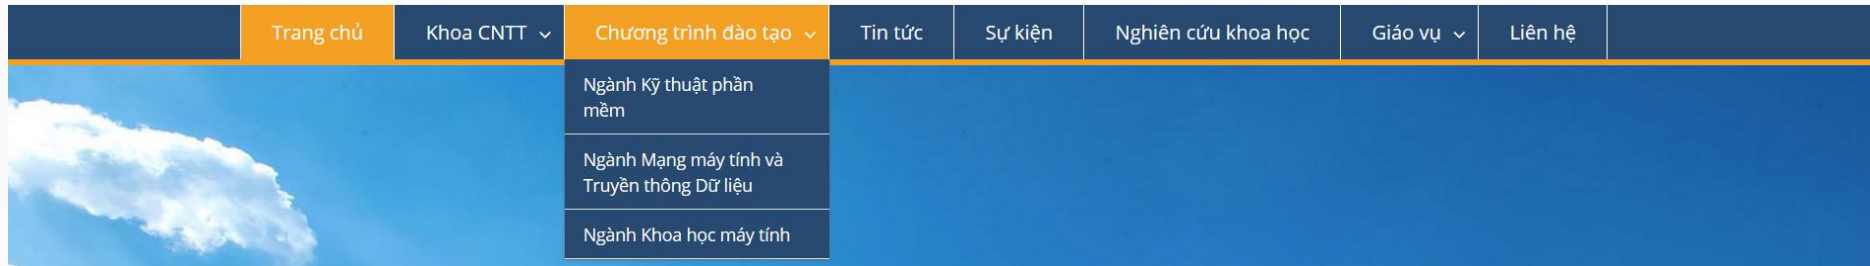 Trang chủ Khoa CNTT Chương trình đào tạo Tin tức Sự kiện Nghiên cứu khoa học Giáo vụ Liên hệ
Ngành Kỹ thuật phần
mềm
Ngành Mạng máy tính và
Truyền thông Dữ liệu
Ngành Khoa học máy tính